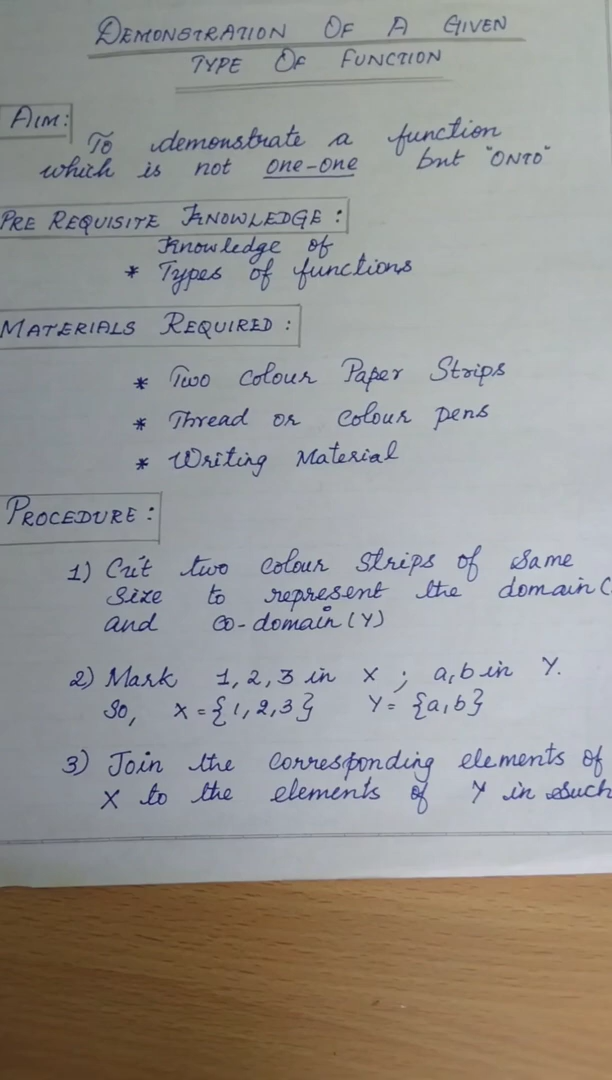 DEMONSTRATION OF A GIVEN
TYPE OF FUNCTION
AIM:
To demonstrate a function
which is not one-one but "ONTO"
PRE REQUISITE KNOWLEDGE:
Knowledge of
* Types of functions
MATERIALS REQUIRED:
* Two Colour Paper Strips
* Thread or Colour pens
* Writing Material
PROCEDURE:
1) Cut two colour strips of same
size to represent the domain (
and co-domain (Y)
2) Mark 1, 2, 3 in X ; a, b in Y.
So, X = {1, 2, 3} Y = {a, b}
3) Join the corresponding elements of
X to the elements of Y in such